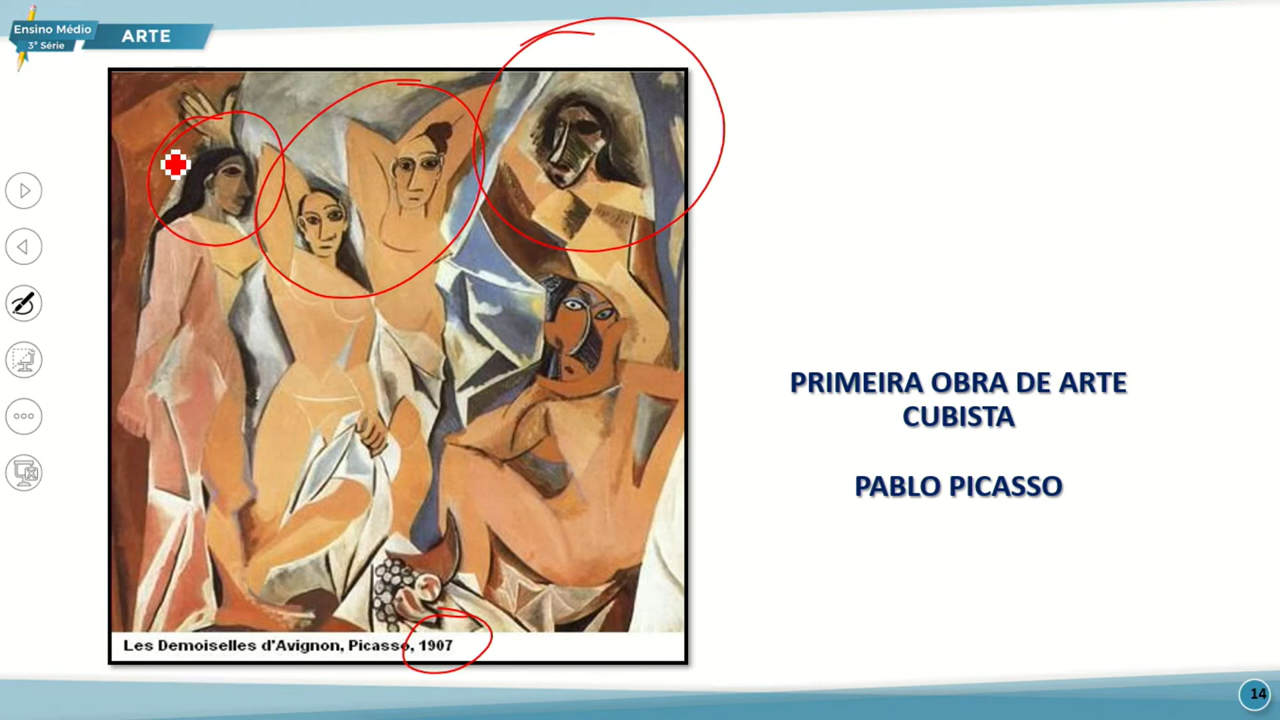 Ensino Médio
3ª Série
ARTE
PRIMEIRA OBRA DE ARTE
CUBISTA
PABLO PICASSO
Les Demoiselles d'Avignon, Picasso, 1907
14